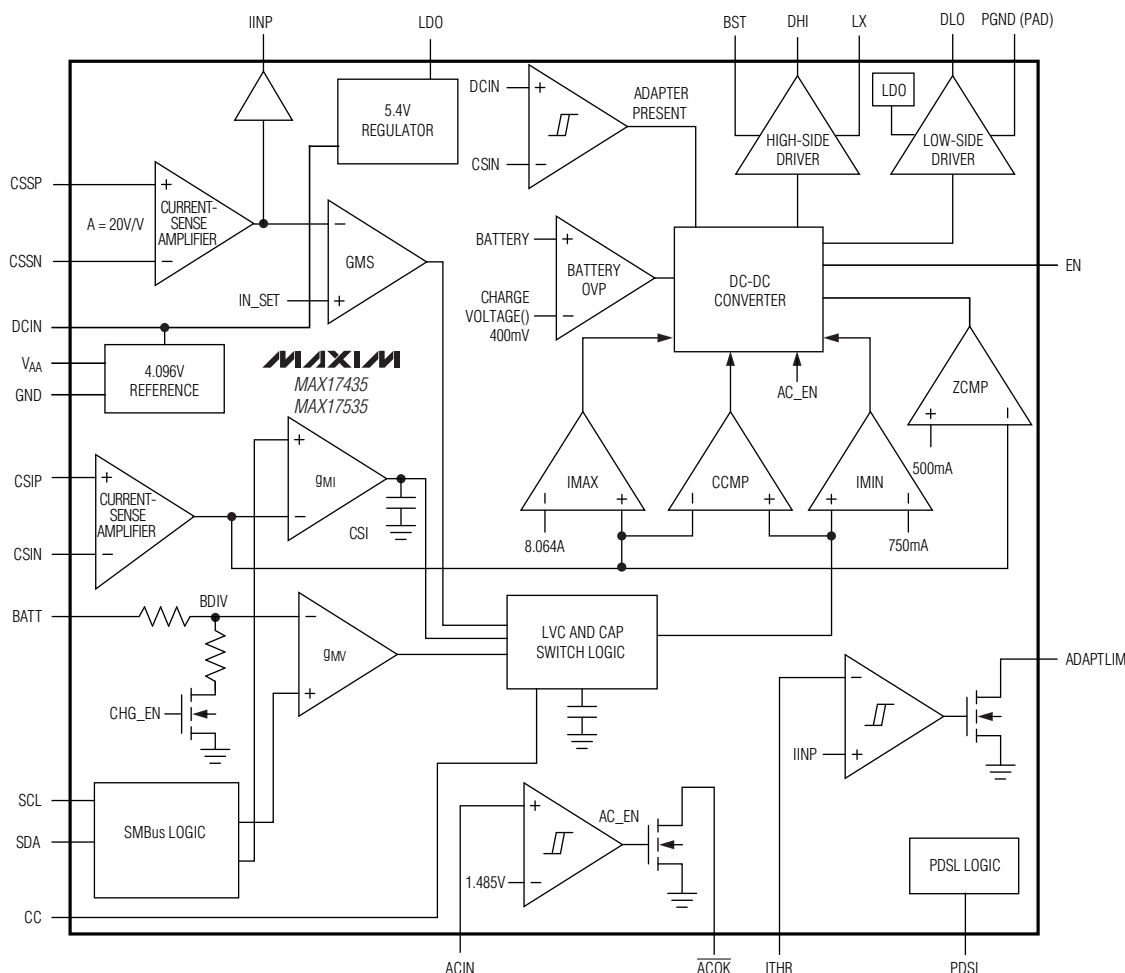 IINP
LDO
BST
DHI
LX
DLO
PGND (PAD)
5.4V
REGULATOR
DCIN
+
CSIN
−
ADAPTER
PRESENT
LDO
HIGH-SIDE
DRIVER
LOW-SIDE
DRIVER
CSSP
+
A = 20V/V
CURRENT-
SENSE
AMPLIFIER
CSSN
−
−
GMS
IN_SET
+
BATTERY
+
BATTERY
OVP
CHARGE
VOLTAGE()
400mV
−
DC-DC
CONVERTER
EN
DCIN
VAA
GND
4.096V
REFERENCE
MAXIM
MAX17435
MAX17535
AC_EN
ZCMP
+
−
500mA
CSIP
+
CURRENT-
SENSE
AMPLIFIER
CSIN
−
+
gMI
−
CSI
IMAX
−
+
8.064A
CCMP
−
+
IMIN
+
−
750mA
BATT
BDIV
−
gMV
+
CHG_EN
LVC AND CAP
SWITCH LOGIC
ADAPTLIM
−
IINP
+
SCL
SDA
SMBus LOGIC
+
AC_EN
1.485V
−
PDSL LOGIC
CC
ACIN
ACOK
ITHR
PDSL